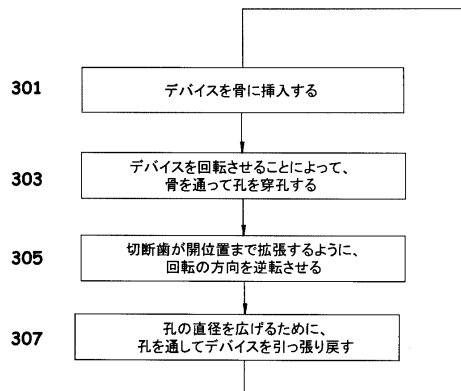 301
デバイスを骨に挿入する
303
デバイスを回転させることによって、
骨を通って孔を穿孔する
305
切断歯が開位置まで拡張するように、
回転の方向を逆転させる
307
孔の直径を広げるために、
孔を通してデバイスを引っ張り戻す